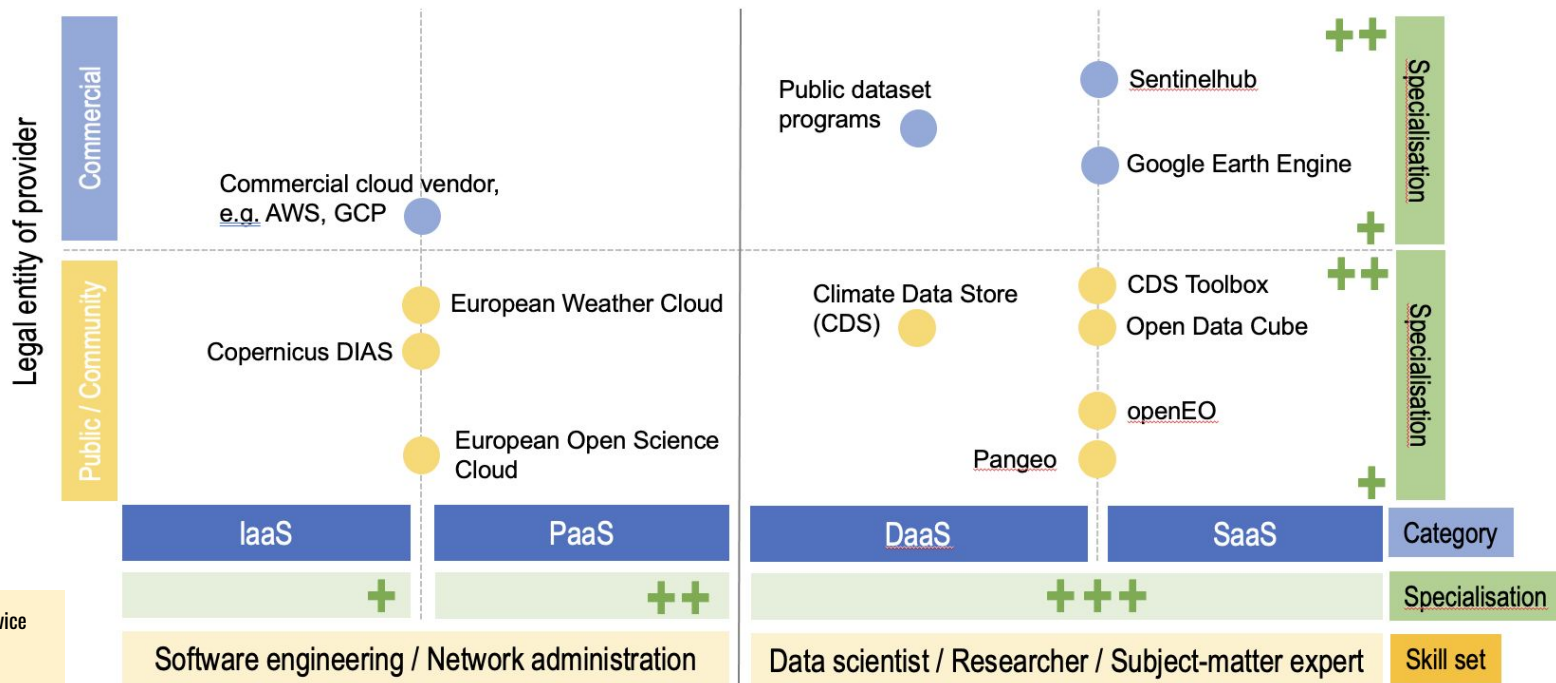 Legal entity of provider
Commercial
Public / Community
Commercial cloud vendor,
e.g. AWS, GCP
Public dataset
programs
Sentinelhub
Google Earth Engine
++
Specialisation
+
European Weather Cloud
Copernicus DIAS
European Open Science
Cloud
Climate Data Store
(CDS)
CDS Toolbox
Open Data Cube
openEO
Pangeo
++
Specialisation
+
IaaS
PaaS
DaaS
SaaS
Category
+
++
+++
Specialisation
Software engineering / Network administration
Data scientist / Researcher / Subject-matter expert
Skill set